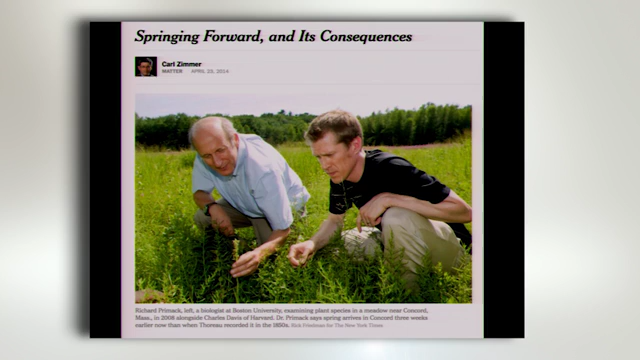 Springing Forward, and Its Consequences
Carl Zimmer
MATTER APRIL 23, 2014
Richard Primack, left, a biologist at Boston University, examining plant species in a meadow near Concord,
Mass., in 2008 alongside Charles Davis of Harvard. Dr. Primack says spring arrives in Concord three weeks
earlier now than when Thoreau recorded it in the 1850s. Rick Friedman for The New York Times